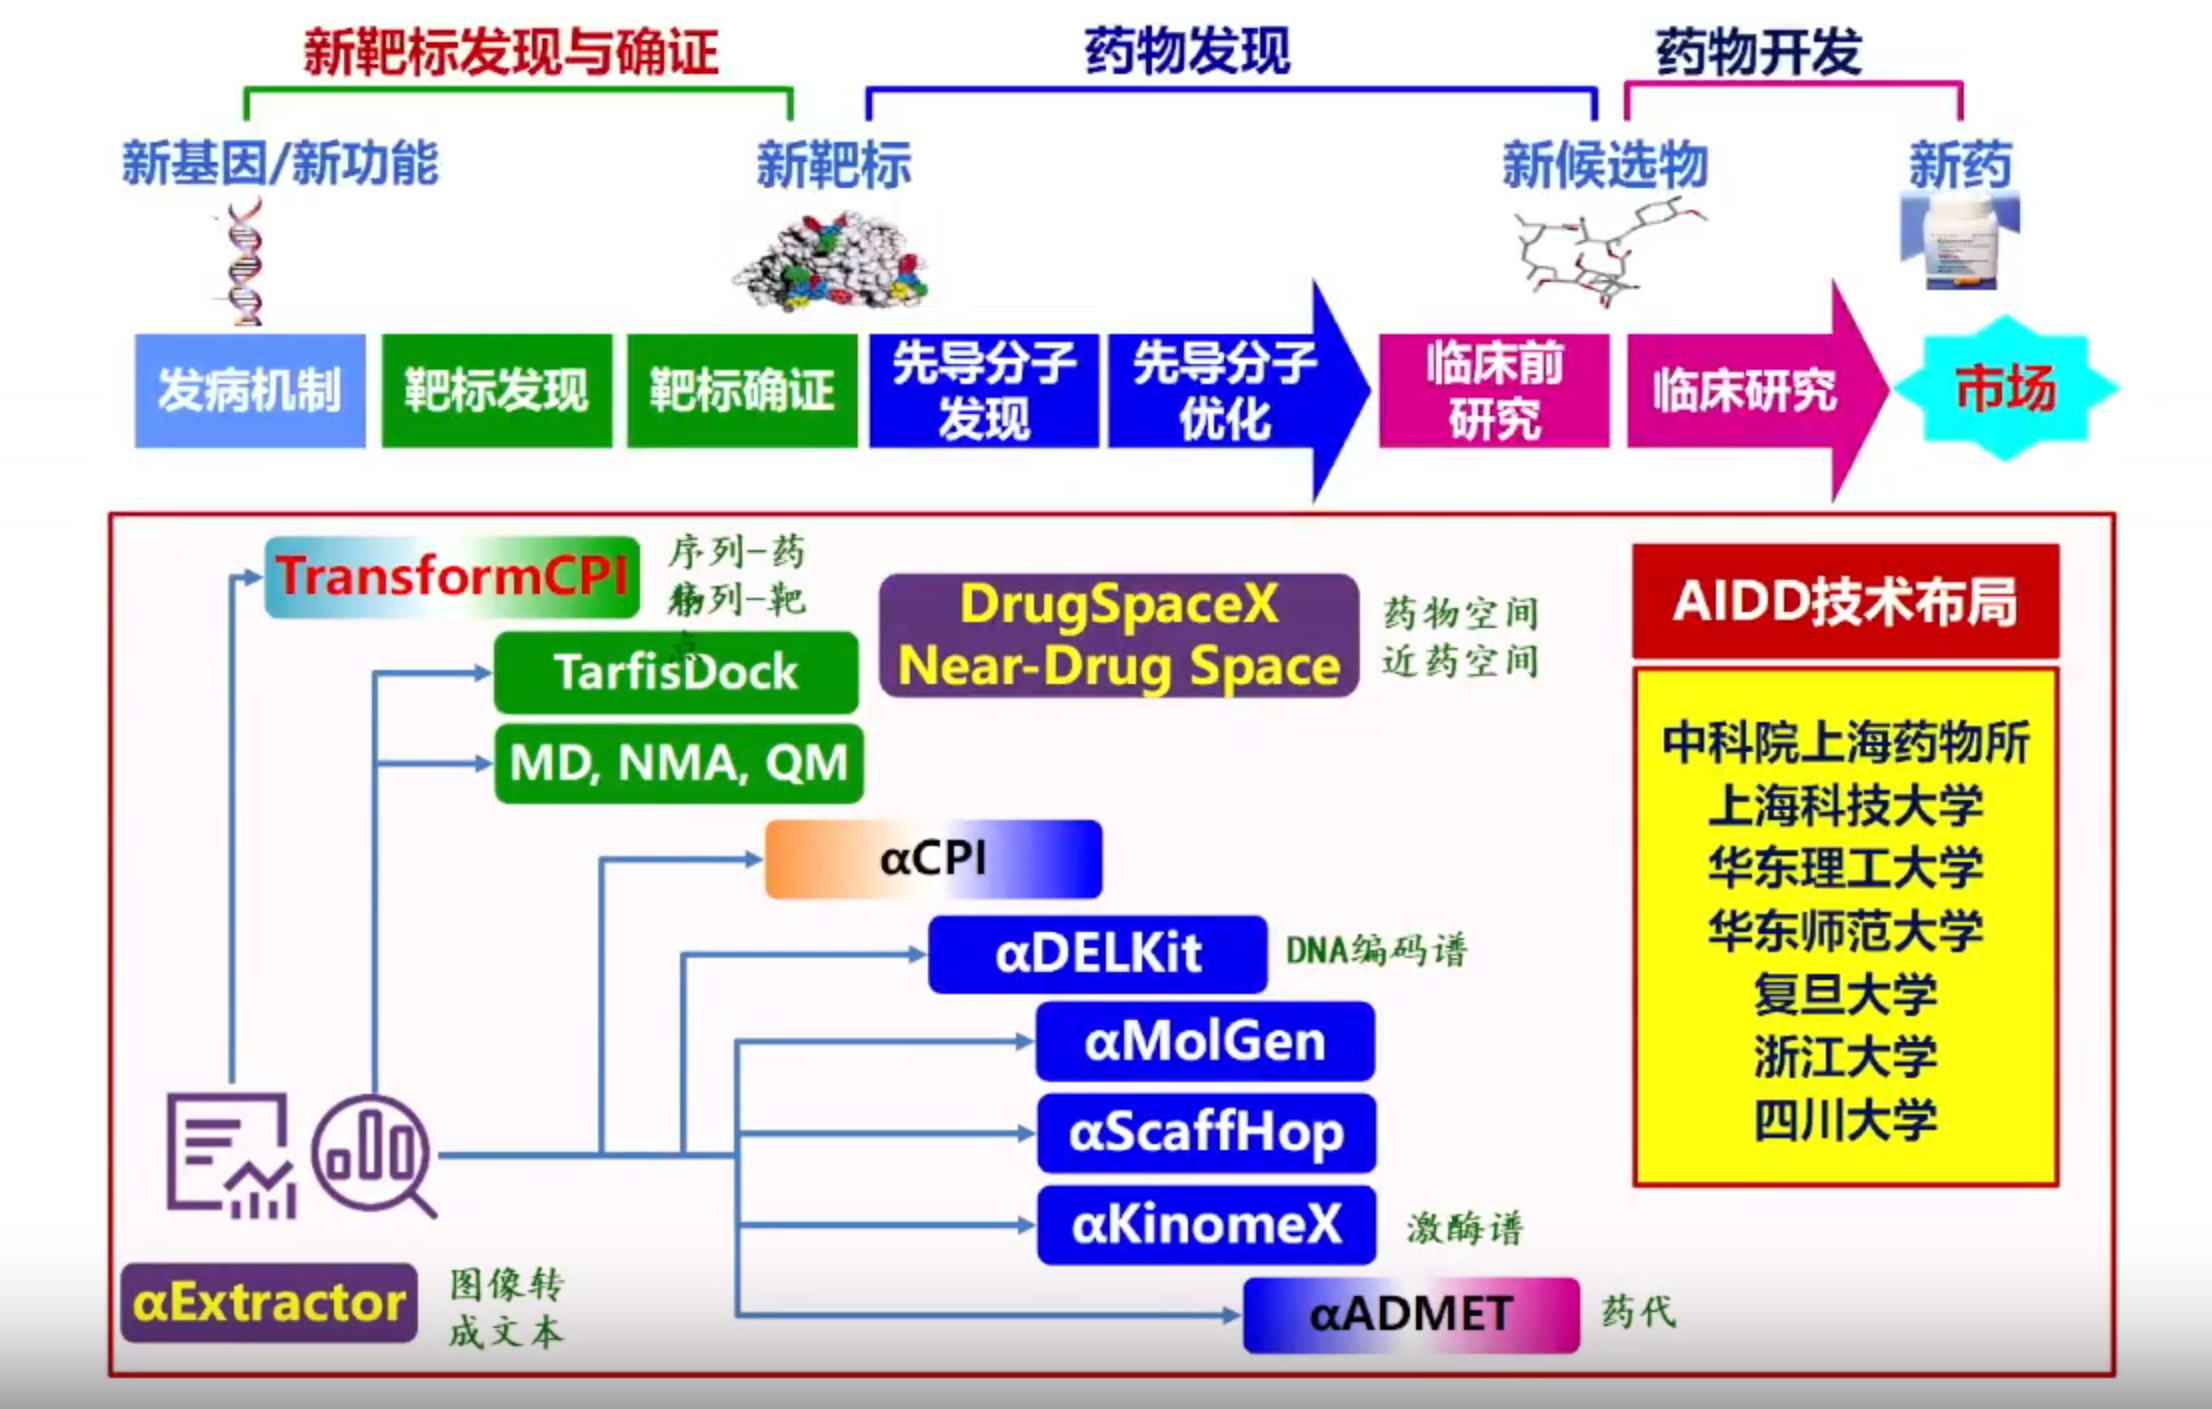 新靶标发现与确证
药物发现
药物开发
新基因/新功能
新靶标
新候选物
新药
发病机制
靶标发现
靶标确证
先导分子
发现
先导分子
优化
临床前
研究
临床研究
市场
TransformCPI
序列-药
序列-靶
点
TarfisDock
MD, NMA, QM
DrugSpaceX
Near-Drug Space
药物空间
近药空间
AIDD技术布局
中科院上海药物所
上海科技大学
华东理工大学
华东师范大学
复旦大学
浙江大学
四川大学
αCPI
αDELKit
DNA编码谱
αMolGen
αScaffHop
αKinomeX
激酶谱
αADMET
药代
αExtractor
图像转
成文本